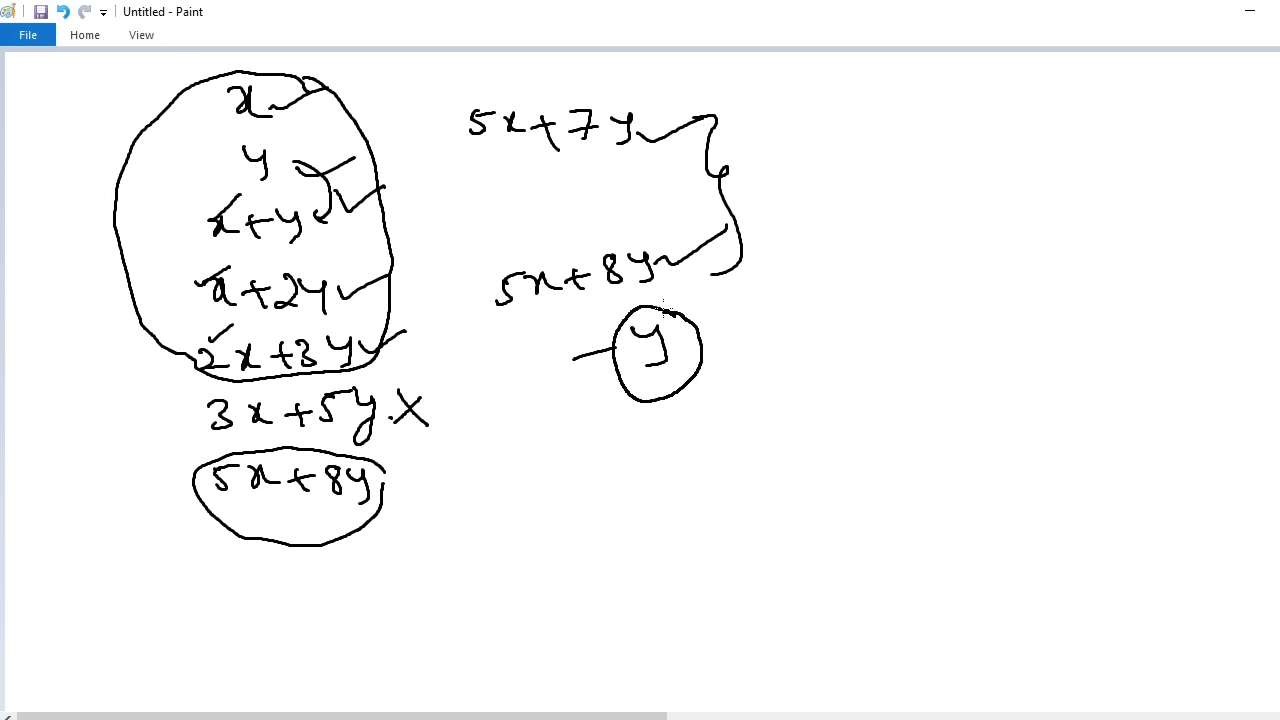 Untitled - Paint
File Home View
x
y
x+y
x+2y
2x+3y
3x+5y.X
5x+8y
5x+7y
5x+8y
- y